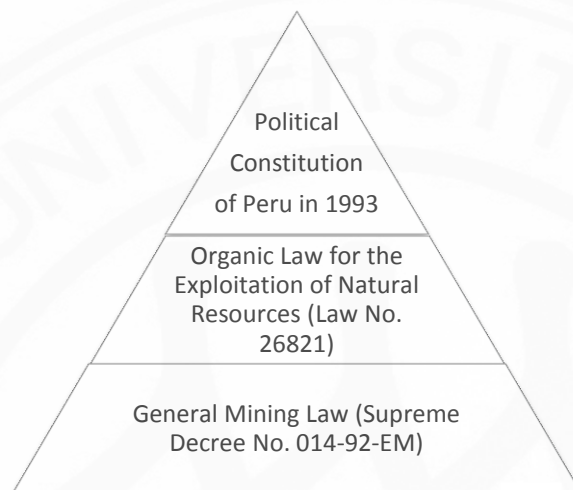 Political
Constitution
of Peru in 1993
Organic Law for the
Exploitation of Natural
Resources (Law No.
26821)
General Mining Law (Supreme
Decree No. 014-92-EM)